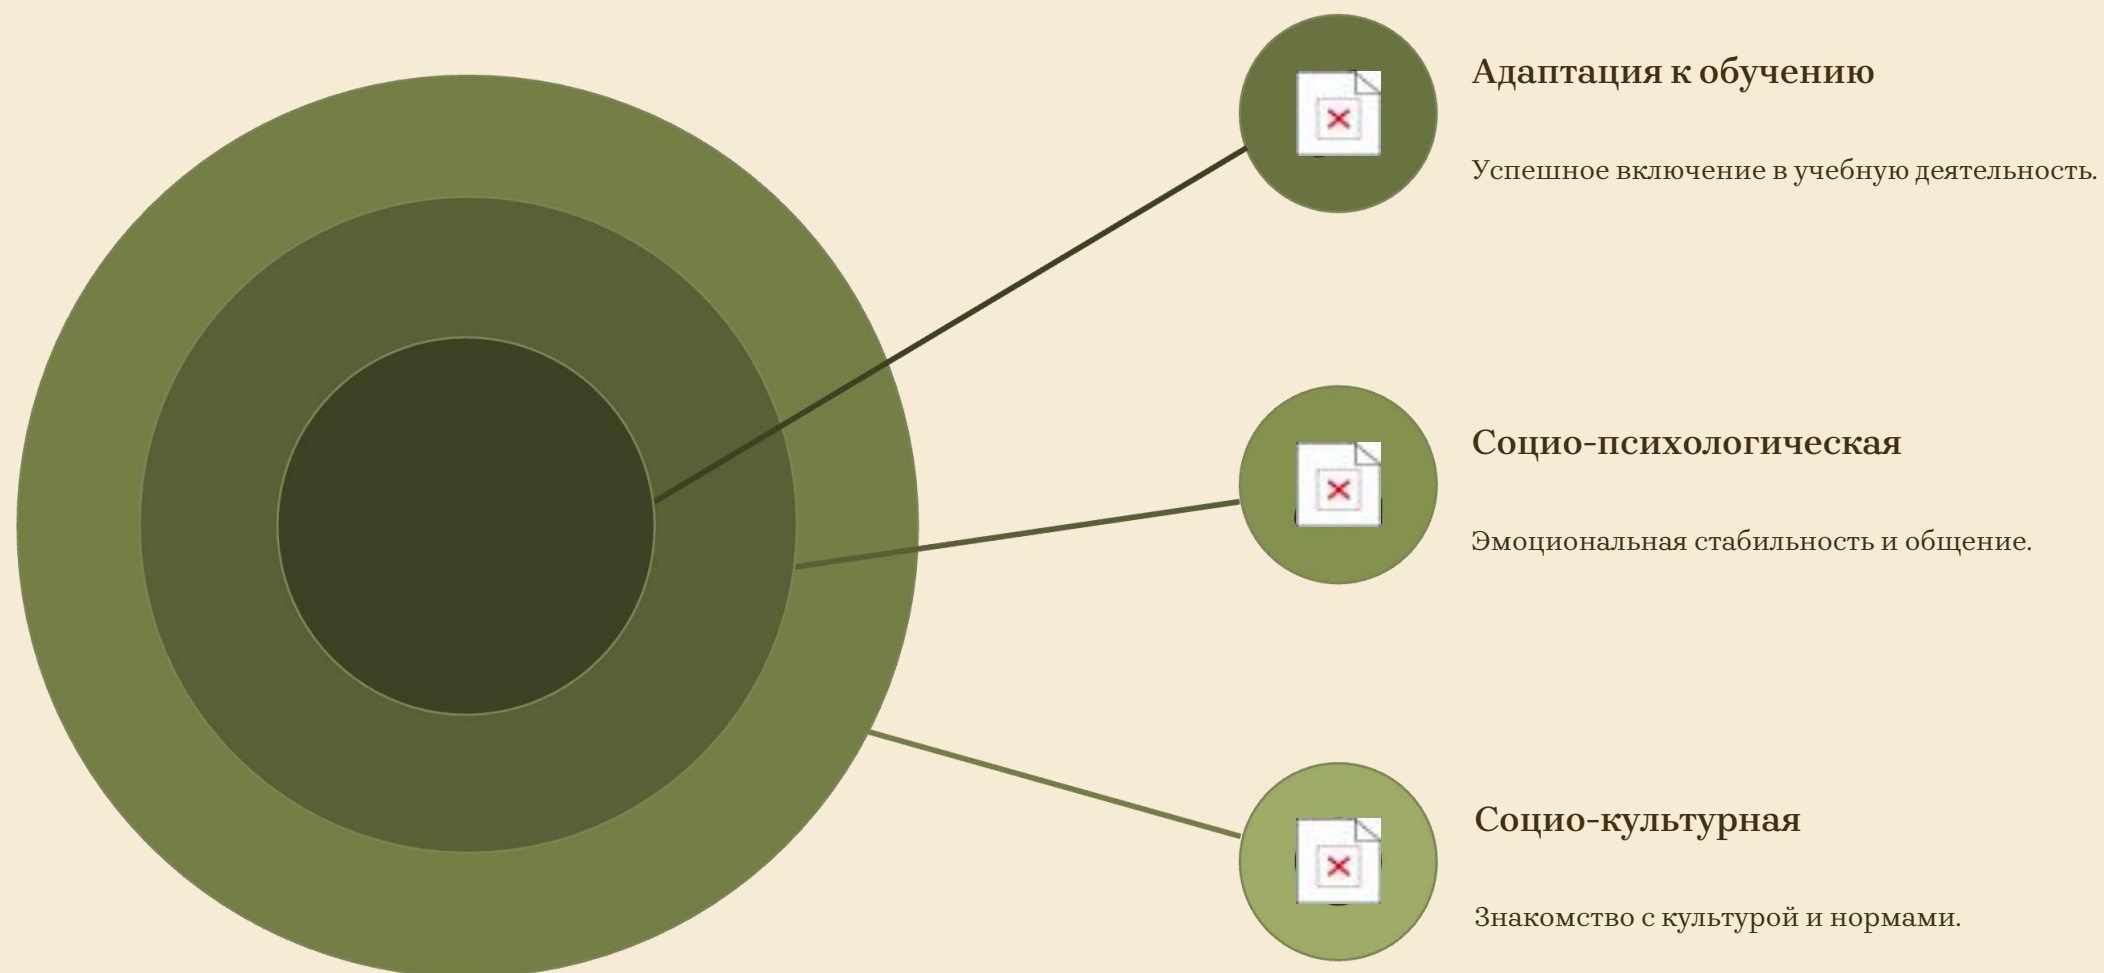 Адаптация к обучению
Успешное включение в учебную деятельность.
Социо-психологическая
Эмоциональная стабильность и общение.
Социо-культурная
Знакомство с культурой и нормами.